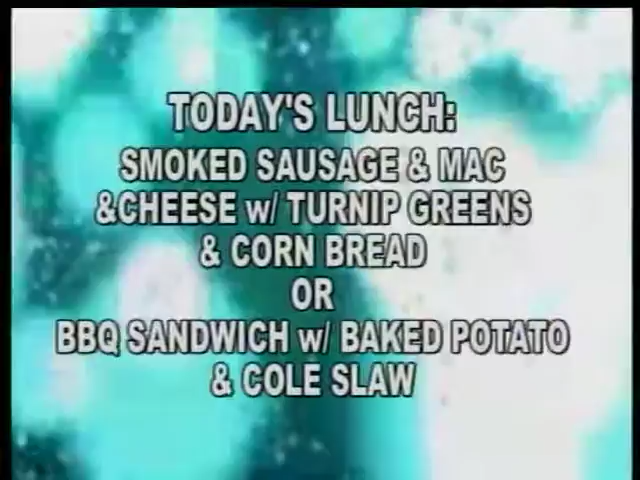 TODAY'S LUNCH:
SMOKED SAUSAGE & MAC
&CHEESE w/ TURNIP GREENS
& CORN BREAD
OR
BBQ SANDWICH w/ BAKED POTATO
& COLE SLAW